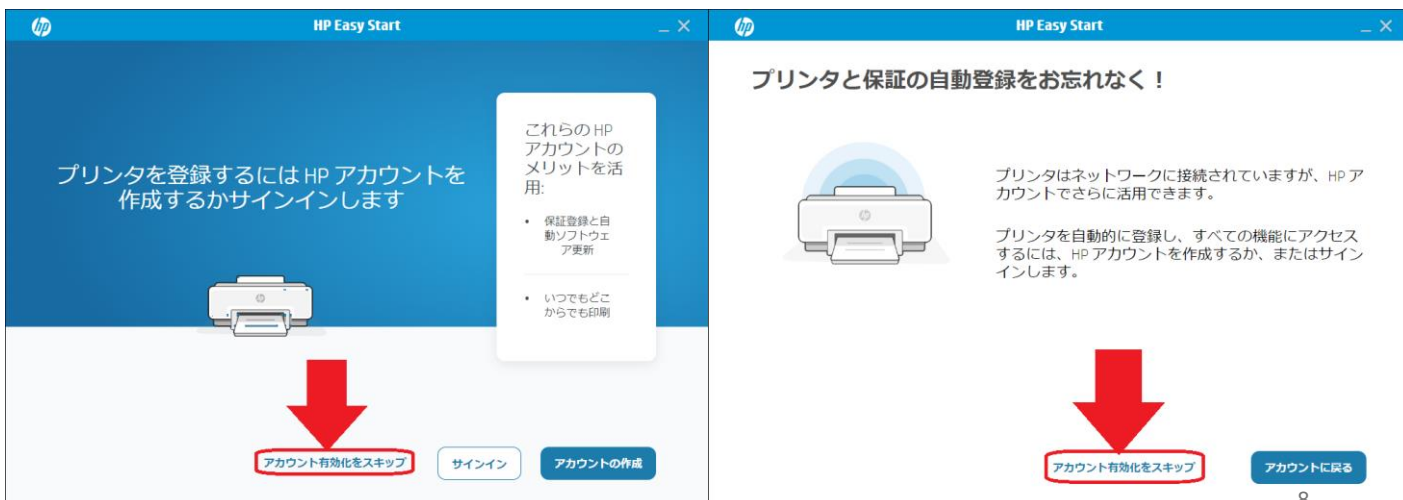 HP Easy Start
プリンタを登録するには HP アカウントを
作成するかサインインします
これらの HP
アカウントの
メリットを活
用:
• 保証登録と自
動ソフトウェ
ア更新
• いつでもどこ
からでも印刷
アカウント有効化をスキップ
サインイン
アカウントの作成
HP Easy Start
プリンタと保証の自動登録をお忘れなく！
プリンタはネットワークに接続されていますが、HP ア
カウントでさらに活用できます。
プリンタを自動的に登録し、すべての機能にアクセス
するには、HP アカウントを作成するか、またはサイン
インします。
アカウント有効化をスキップ
アカウントに戻る